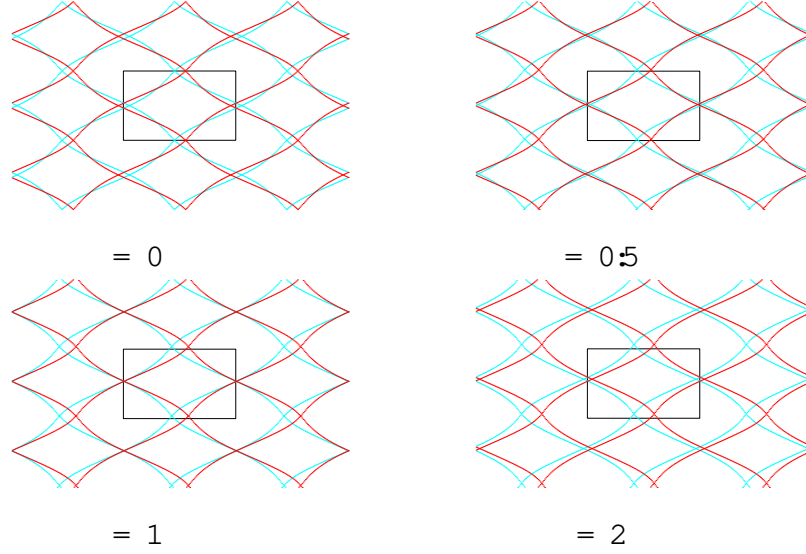 = 0
= 0:5
= 1
= 2